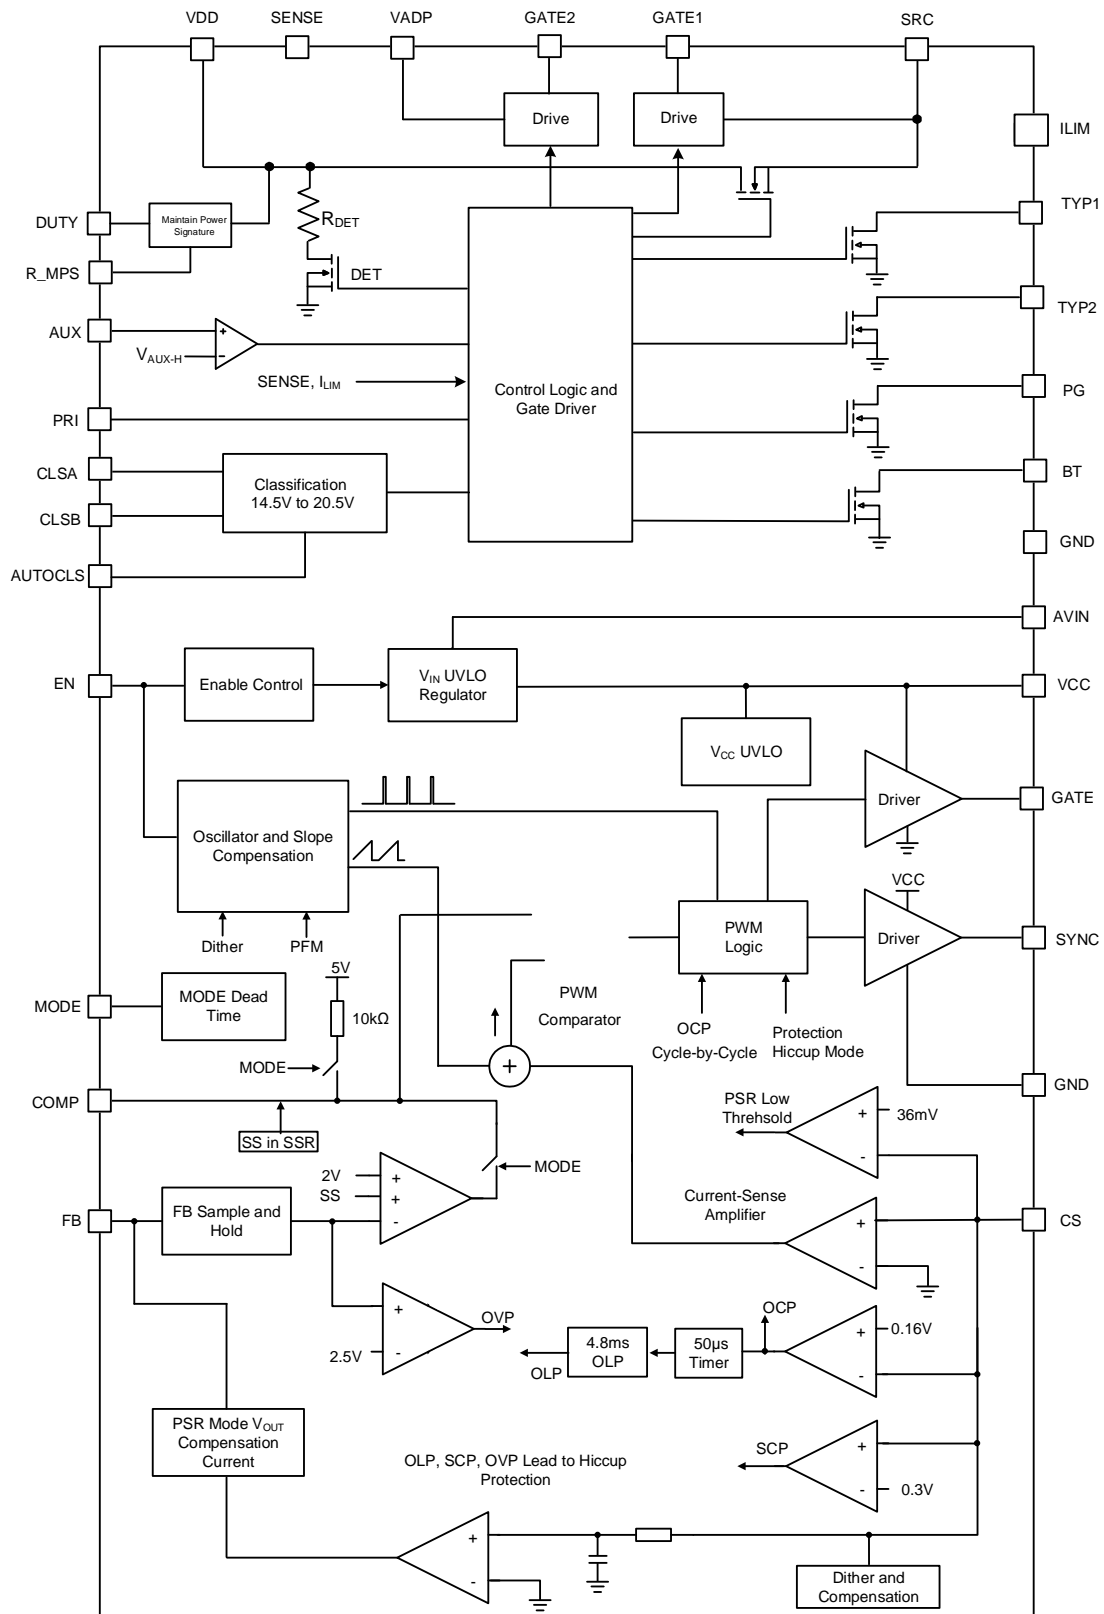 VDD
SENSE
VADP
GATE2
GATE1
SRC
Drive
Drive
ILIM
DUTY
Maintain Power
Signature
RDET
TYP1
R_MPS
DET
AUX
+
VAUX-H
-
TYP2
SENSE, ILIM
Control Logic and
Gate Driver
PG
PRI
CLSA
Classification
14.5V to 20.5V
BT
CLSB
GND
AUTOCLS
AVIN
EN
Enable Control
VIN UVLO
Regulator
VCC
VCC UVLO
Driver
GATE
Oscillator and Slope
Compensation
VCC
Dither
PFM
PWM
Logic
Driver
SYNC
5V
MODE
MODE Dead
Time
10kΩ
PWM
Comparator
OCP
Cycle-by-Cycle
Protection
Hiccup Mode
MODE
+
COMP
GND
PSR Low
Threhsold
+
36mV
-
SS in SSR
2V
SS
+
+
-
MODE
FB
FB Sample and
Hold
Current-Sense
Amplifier
+
-
CS
+
OVP
2.5V
-
OLP
4.8ms
OLP
50µs
Timer
OCP
+
0.16V
-
PSR Mode VOUT
Compensation
Current
OLP, SCP, OVP Lead to Hiccup
Protection
SCP
+
-
0.3V
+
-
Dither and
Compensation